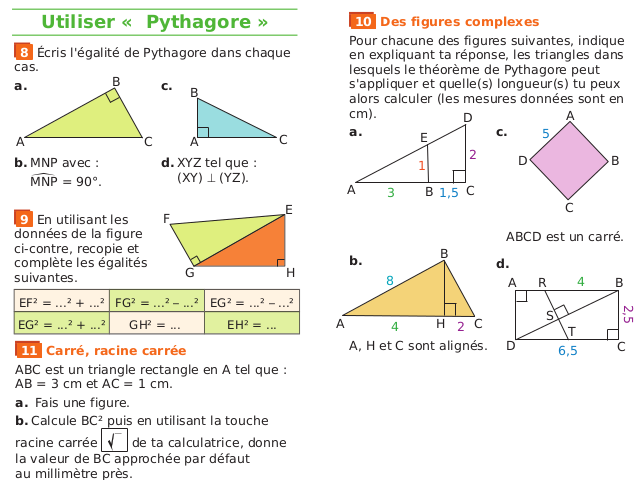 Utiliser « Pythagore »
8 Écris l'égalité de Pythagore dans chaque
cas.
a.
B
A
C
c.
B
A
C
b. MNP avec :
MNP = 90°.
d. XYZ tel que :
(XY) ⊥ (YZ).
9 En utilisant les
données de la figure
ci-contre, recopie et
complète les égalités
suivantes.
F
E
G
H
EF² = ...² + ...² FG² = ...² – ...² EG² = ...² – ...²
EG² = ...² + ...² GH² = ... EH² = ...
11 Carré, racine carrée
ABC est un triangle rectangle en A tel que :
AB = 3 cm et AC = 1 cm.
a. Fais une figure.
b. Calcule BC² puis en utilisant la touche
racine carrée √ de ta calculatrice, donne
la valeur de BC approchée par défaut
au millimètre près.
10 Des figures complexes
Pour chacune des figures suivantes, indique
en expliquant ta réponse, les triangles dans
lesquels le théorème de Pythagore peut
s'appliquer et quelle(s) longueur(s) tu peux
alors calculer (les mesures données sont en
cm).
a.
D
E
2
1
A
B
C
3
1,5
c.
A
5
D
B
C
ABCD est un carré.
b.
B
8
A
H
C
4
2
A, H et C sont alignés.
d.
A
R
4
B
S
2,5
T
D
C
6,5